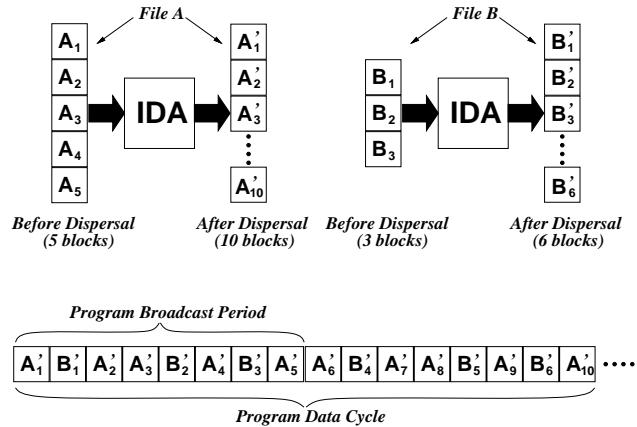 File A
File B
A₁
A₂
A₃
A₄
A₅
IDA
A′₁
A′₂
A′₃
A′₁₀
B₁
B₂
B₃
IDA
B′₁
B′₂
B′₃
B′₆
Before Dispersal
(5 blocks)
After Dispersal
(10 blocks)
Before Dispersal
(3 blocks)
After Dispersal
(6 blocks)
Program Broadcast Period
A′₁ B′₁ A′₂ A′₃ B′₂ A′₄ B′₃ A′₅ A′₆ B′₄ A′₇ A′₈ B′₅ A′₉ B′₆ A′₁₀
Program Data Cycle